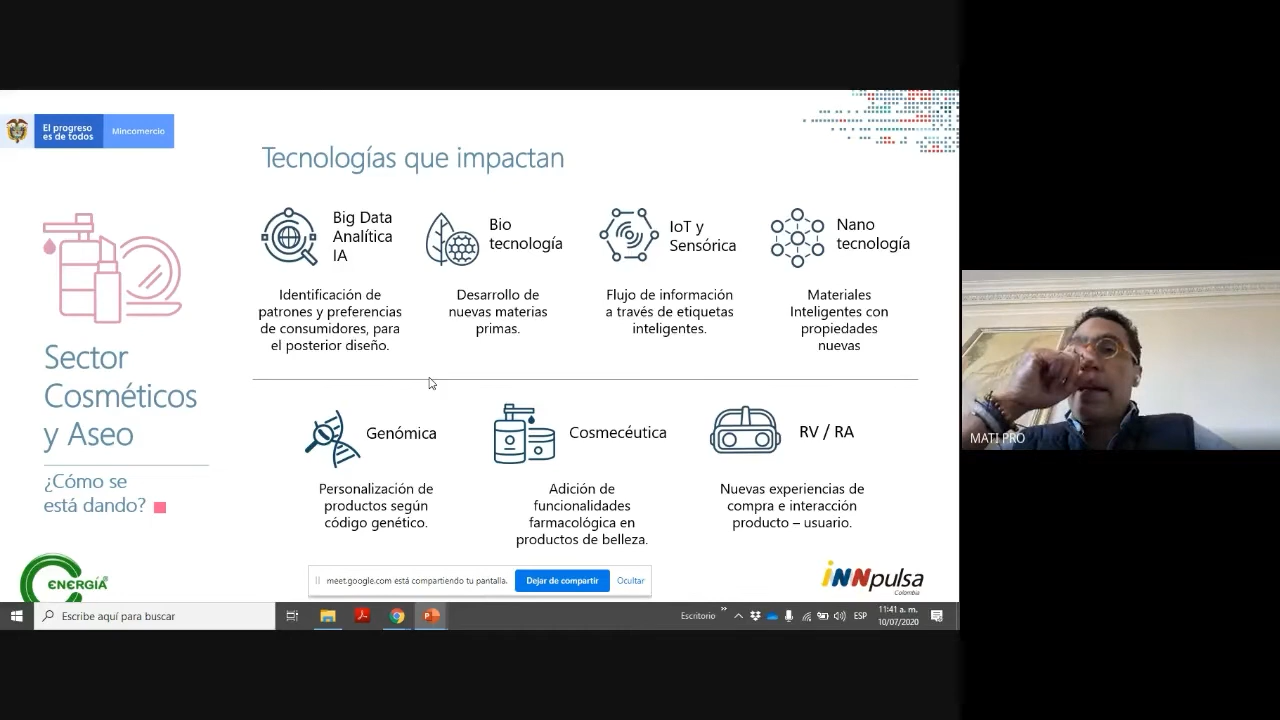 El progreso
es de todos
Mincomercio
Tecnologías que impactan
Big Data
Analítica
IA
Identificación de
patrones y preferencias
de consumidores, para
el posterior diseño.
Bio
tecnología
Desarrollo de
nuevas materias
primas.
IoT y
Sensórica
Flujo de información
a través de etiquetas
inteligentes.
Nano
tecnología
Materiales
Inteligentes con
propiedades
nuevas
Sector
Cosméticos
y Aseo
¿Cómo se
está dando?
Genómica
Personalización de
productos según
código genético.
Cosmecéutica
Adición de
funcionalidades
farmacológica en
productos de belleza.
RV / RA
Nuevas experiencias de
compra e interacción
producto – usuario.
MATI PRO
ENERGÍA
iNNpulsa
Colombia
meet.google.com está compartiendo tu pantalla.
Dejar de compartir
Ocultar
Escribe aquí para buscar
Escritorio
ESP
11:41 a. m.
10/07/2020